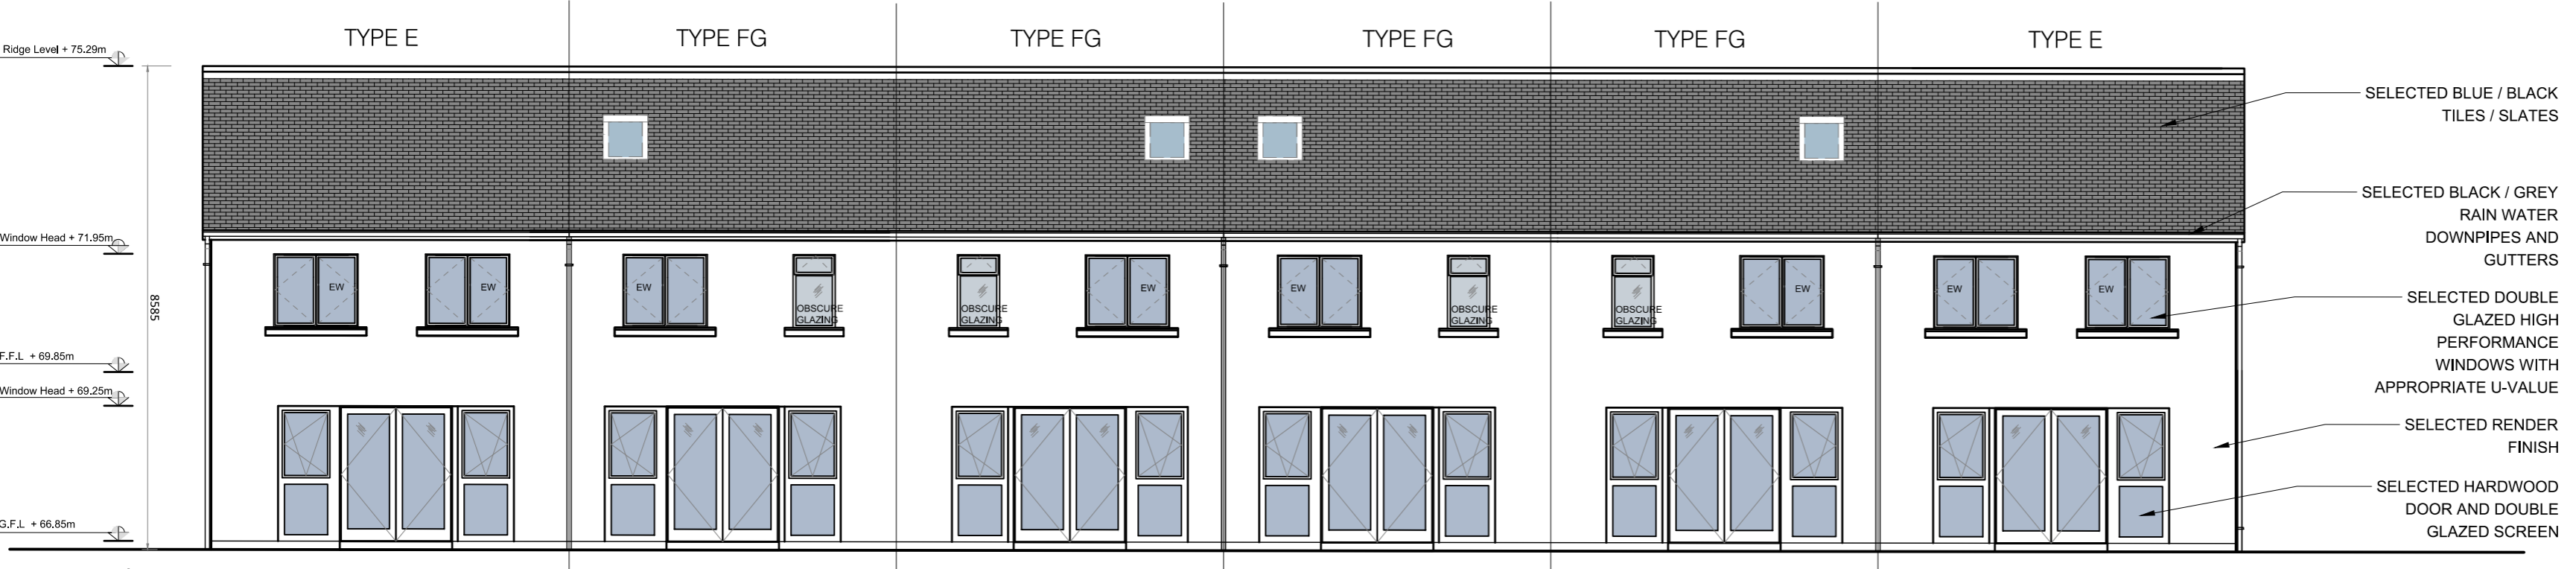 TYPE E
TYPE FG
TYPE FG
TYPE FG
TYPE FG
TYPE E
Ridge Level + 75.29m
Window Head + 71.95m
F.F.L + 69.85m
Window Head + 69.25m
G.F.L + 66.85m
8585
EW
EW
EW
OBSCURE
GLAZING
OBSCURE
GLAZING
EW
EW
OBSCURE
GLAZING
OBSCURE
GLAZING
EW
EW
EW
SELECTED BLUE / BLACK
TILES / SLATES
SELECTED BLACK / GREY
RAIN WATER
DOWNPIPES AND
GUTTERS
SELECTED DOUBLE
GLAZED HIGH
PERFORMANCE
WINDOWS WITH
APPROPRIATE U-VALUE
SELECTED RENDER
FINISH
SELECTED HARDWOOD
DOOR AND DOUBLE
GLAZED SCREEN